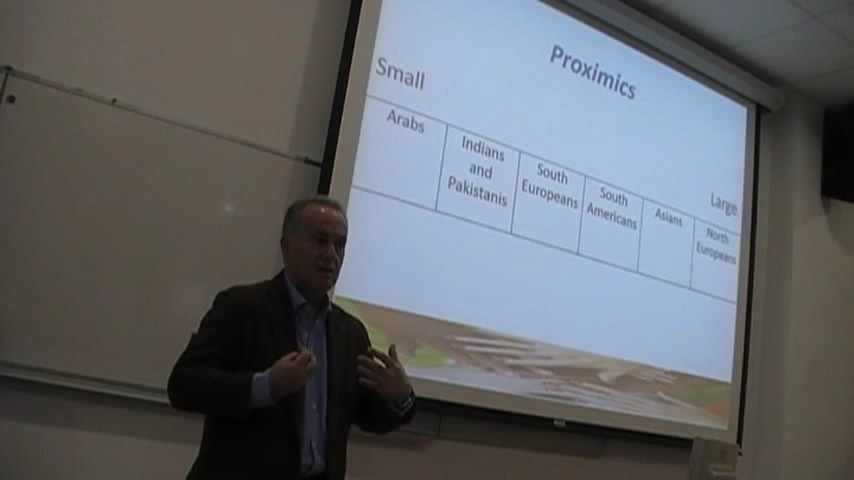 Proximics
Small
Large
Arabs
Indians
and
Pakistanis
South
Europeans
South
Americans
Asians
North
Europeans